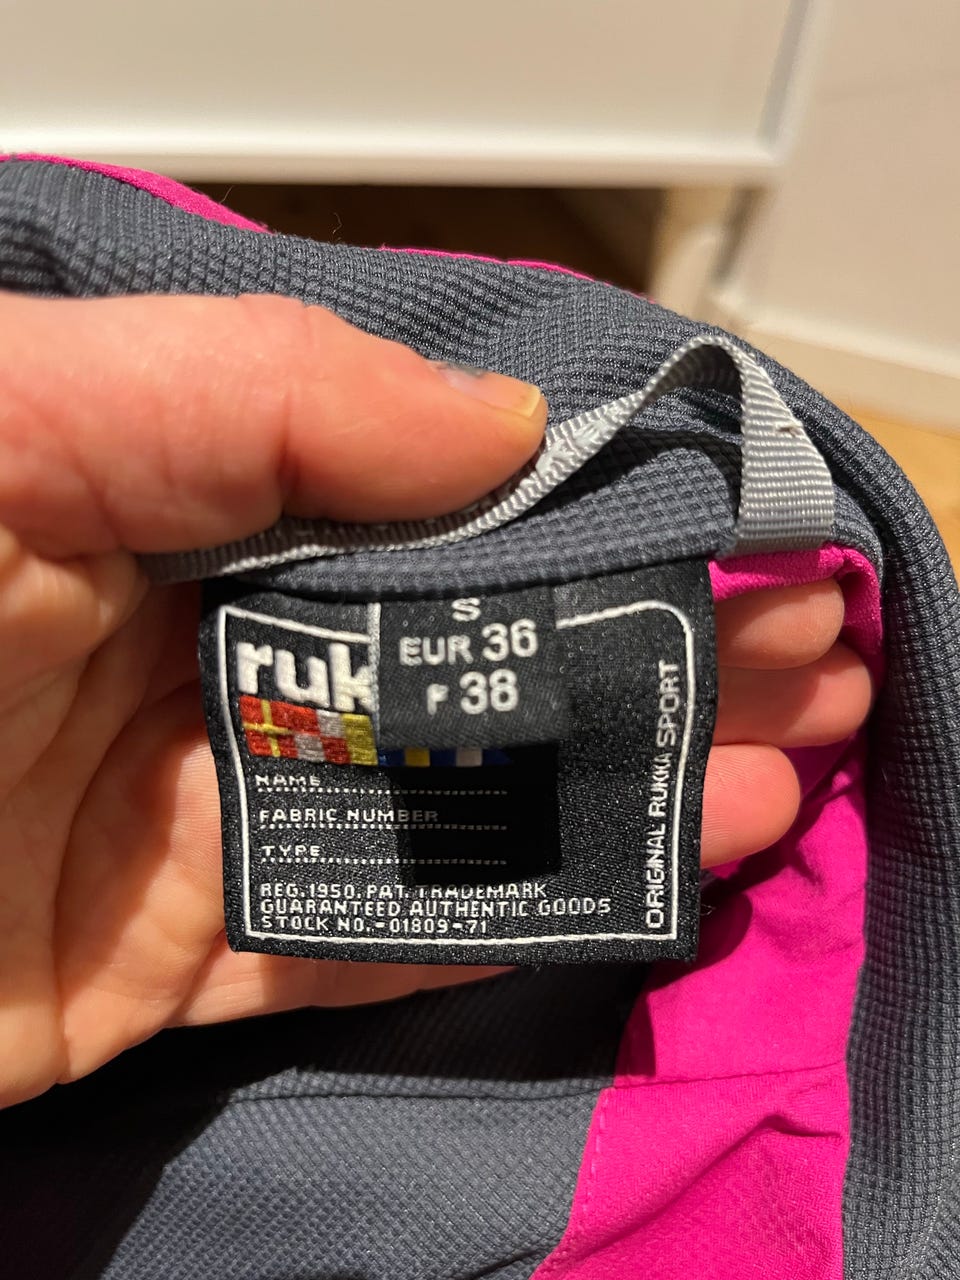 S
EUR 36
F 38
ruk
NAME
FABRIC NUMBER
TYPE
REG.1950. PAT. TRADEMARK
GUARANTEED AUTHENTIC GOODS
STOCK NO.-01809-71
ORIGINAL RUKKA SPORT